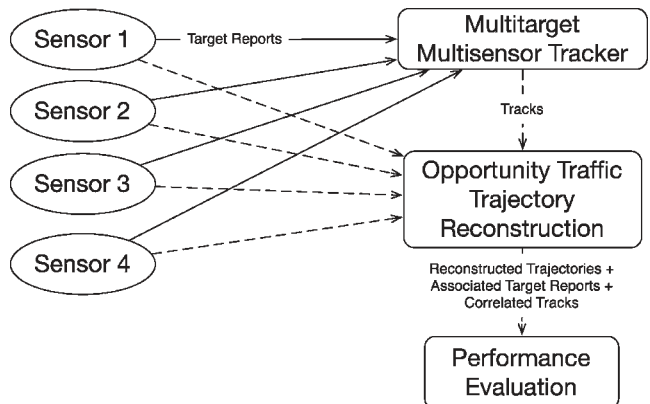 Sensor 1
Target Reports
Multitarget
Multisensor Tracker
Sensor 2
Tracks
Sensor 3
Opportunity Traffic
Trajectory
Reconstruction
Sensor 4
Reconstructed Trajectories +
Associated Target Reports +
Correlated Tracks
Performance
Evaluation